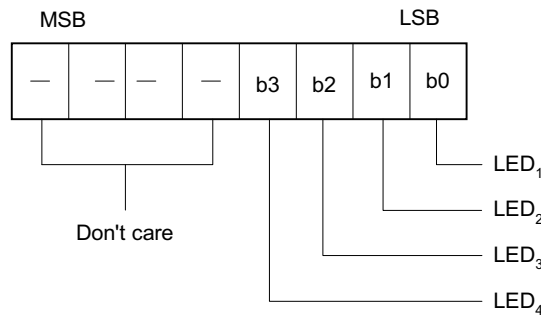 MSB LSB
— — — — b3 b2 b1 b0
LED₁
LED₂
Don't care
LED₃
LED₄